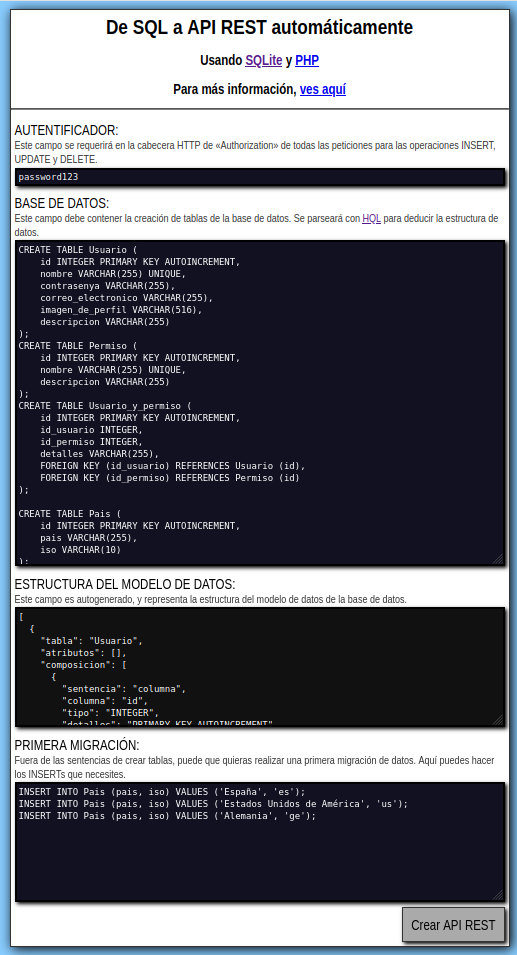 De SQL a API REST automáticamente
Usando SQLite y PHP
Para más información, ves aquí
AUTENTIFICADOR:
Este campo se requerirá en la cabecera HTTP de «Authorization» de todas las peticiones para las operaciones INSERT,
UPDATE y DELETE.
password123
BASE DE DATOS:
Este campo debe contener la creación de tablas de la base de datos. Se parseará con HQL para deducir la estructura de
datos.
CREATE TABLE Usuario (
    id INTEGER PRIMARY KEY AUTOINCREMENT,
    nombre VARCHAR(255) UNIQUE,
    contrasenya VARCHAR(255),
    correo_electronico VARCHAR(255),
    imagen_de_perfil VARCHAR(516),
    descripcion VARCHAR(255)
);
CREATE TABLE Permiso (
    id INTEGER PRIMARY KEY AUTOINCREMENT,
    nombre VARCHAR(255) UNIQUE,
    descripcion VARCHAR(255)
);
CREATE TABLE Usuario_y_permiso (
    id INTEGER PRIMARY KEY AUTOINCREMENT,
    id_usuario INTEGER,
    id_permiso INTEGER,
    detalles VARCHAR(255),
    FOREIGN KEY (id_usuario) REFERENCES Usuario (id),
    FOREIGN KEY (id_permiso) REFERENCES Permiso (id)
);
CREATE TABLE Pais (
    id INTEGER PRIMARY KEY AUTOINCREMENT,
    pais VARCHAR(255),
    iso VARCHAR(10)
);
ESTRUCTURA DEL MODELO DE DATOS:
Este campo es autogenerado, y representa la estructura del modelo de datos de la base de datos.
[
  {
    "tabla": "Usuario",
    "atributos": [],
    "composicion": [
      {
        "sentencia": "columna",
        "columna": "id",
        "tipo": "INTEGER",
        "detalles": "PRIMARY KEY AUTOINCREMENT"
PRIMERA MIGRACIÓN:
Fuera de las sentencias de crear tablas, puede que quieras realizar una primera migración de datos. Aquí puedes hacer
los INSERTs que necesites.
INSERT INTO Pais (pais, iso) VALUES ('España', 'es');
INSERT INTO Pais (pais, iso) VALUES ('Estados Unidos de América', 'us');
INSERT INTO Pais (pais, iso) VALUES ('Alemania', 'ge');
Crear API REST